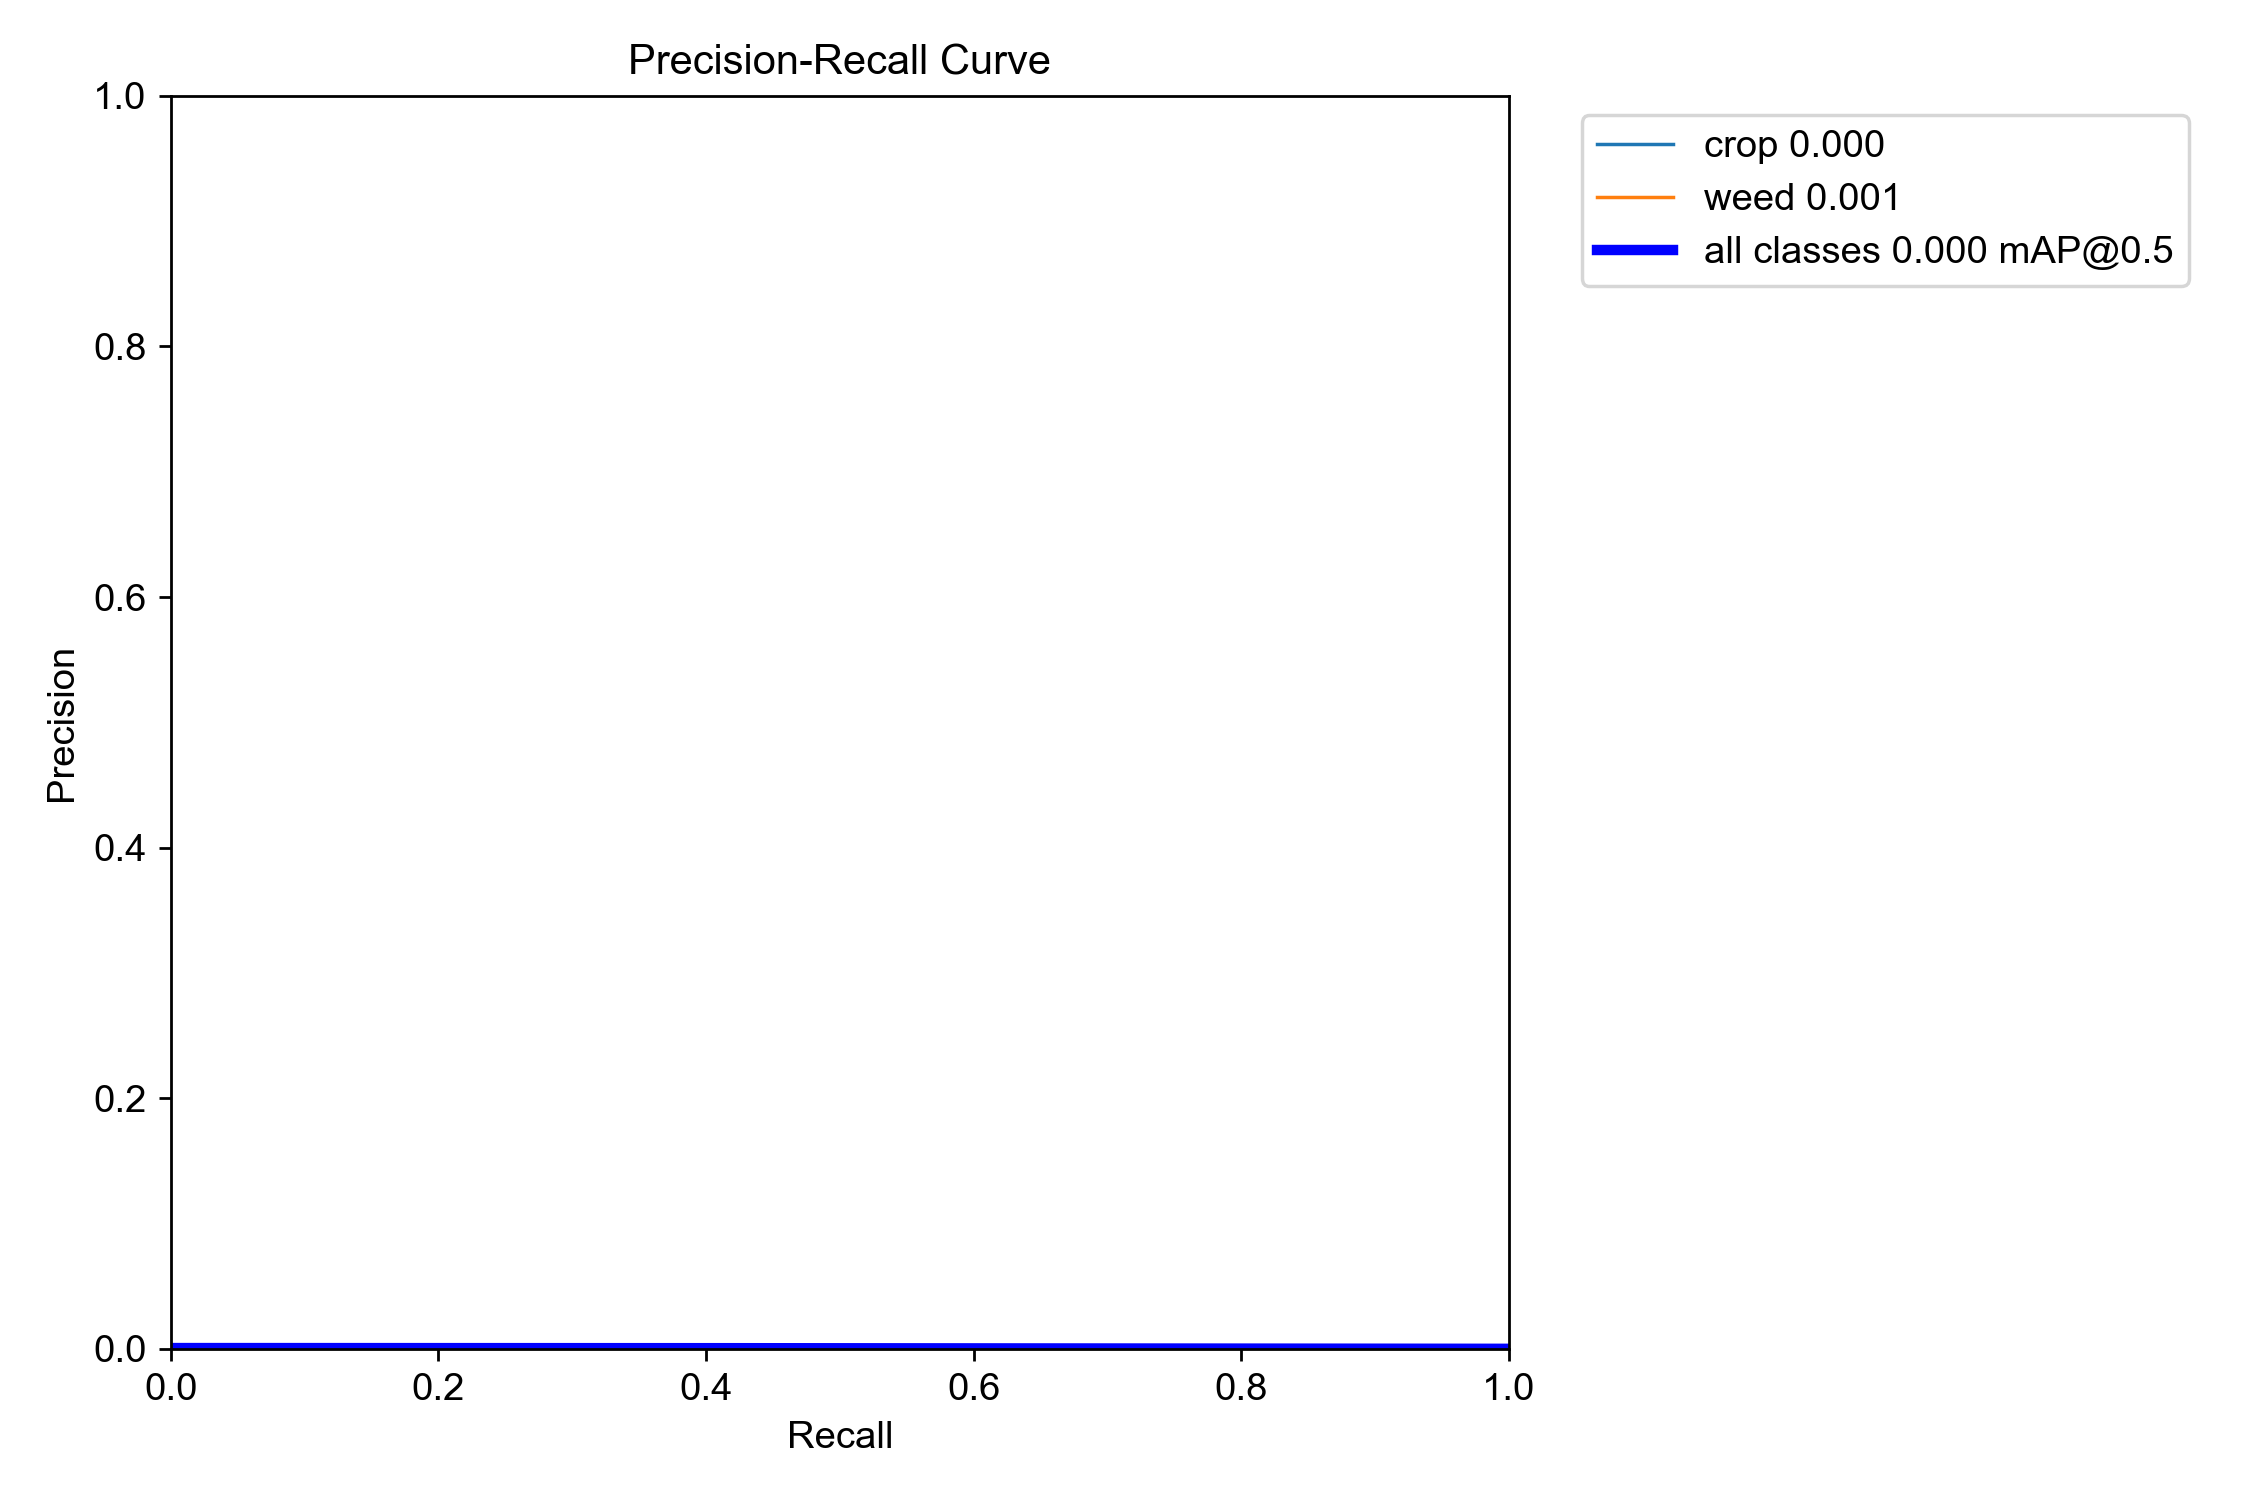 Precision-Recall Curve
1.0
0.8
0.6
0.4
0.2
0.0
Precision
0.0 0.2 0.4 0.6 0.8 1.0
Recall
crop 0.000
weed 0.001
all classes 0.000 mAP@0.5